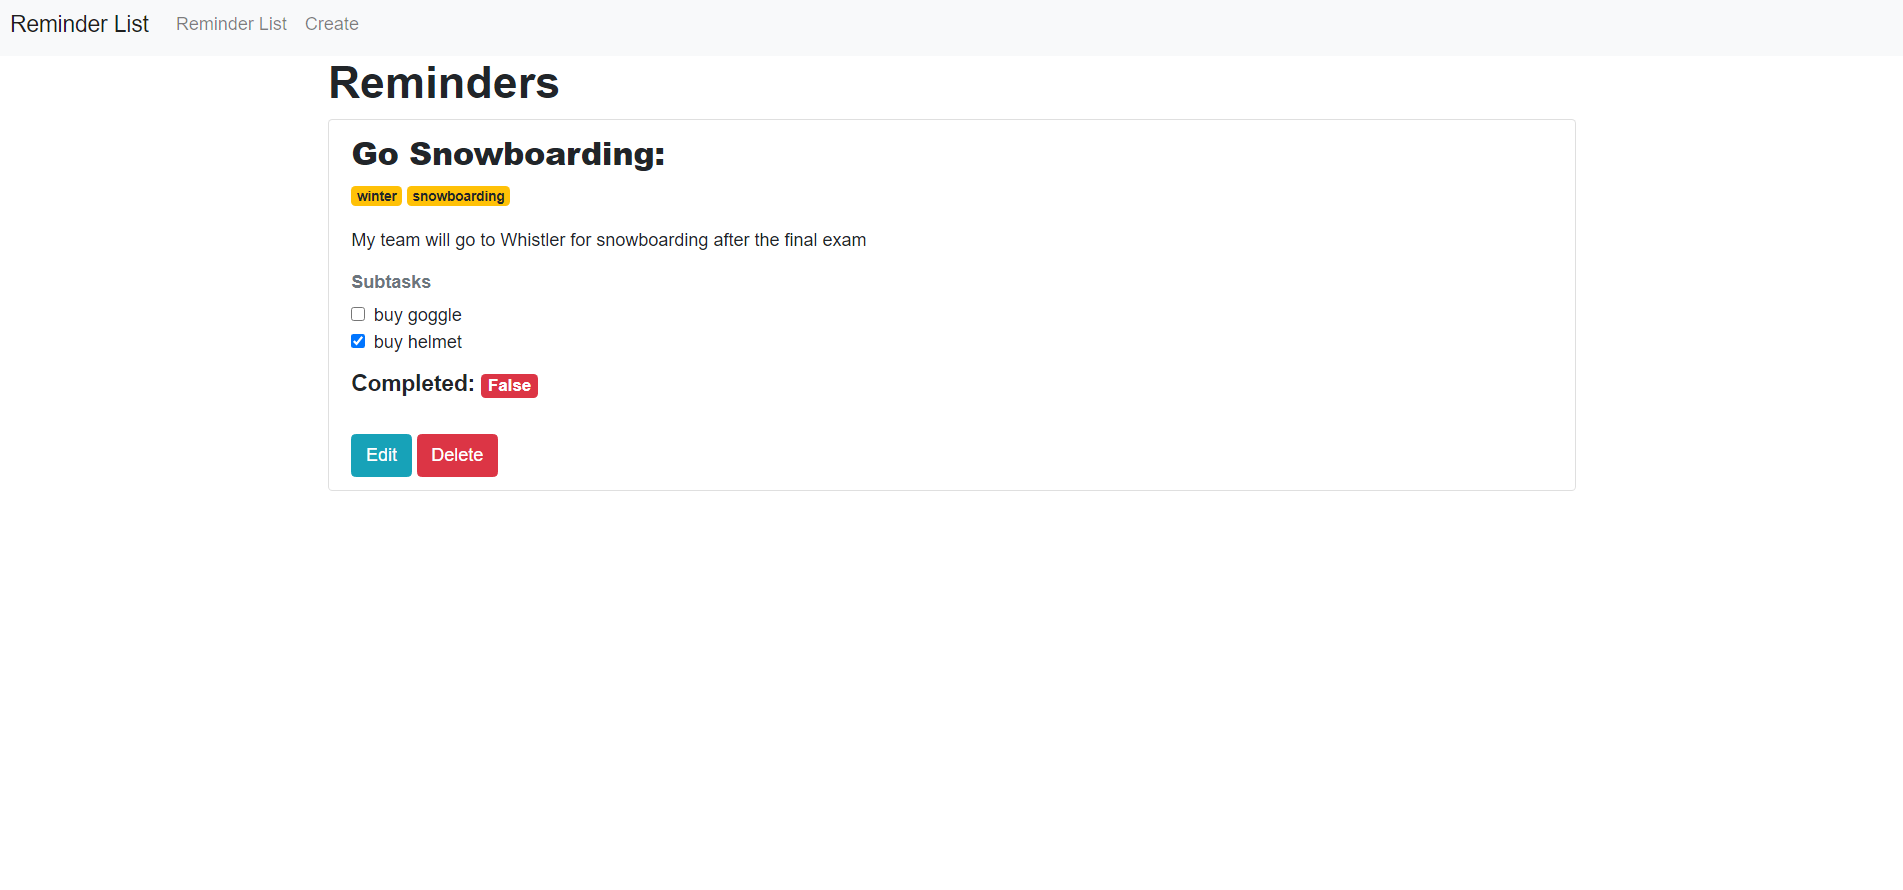 Reminder List Reminder List Create
Reminders
Go Snowboarding:
winter snowboarding
My team will go to Whistler for snowboarding after the final exam
Subtasks
buy goggle
buy helmet
Completed: False
Edit Delete